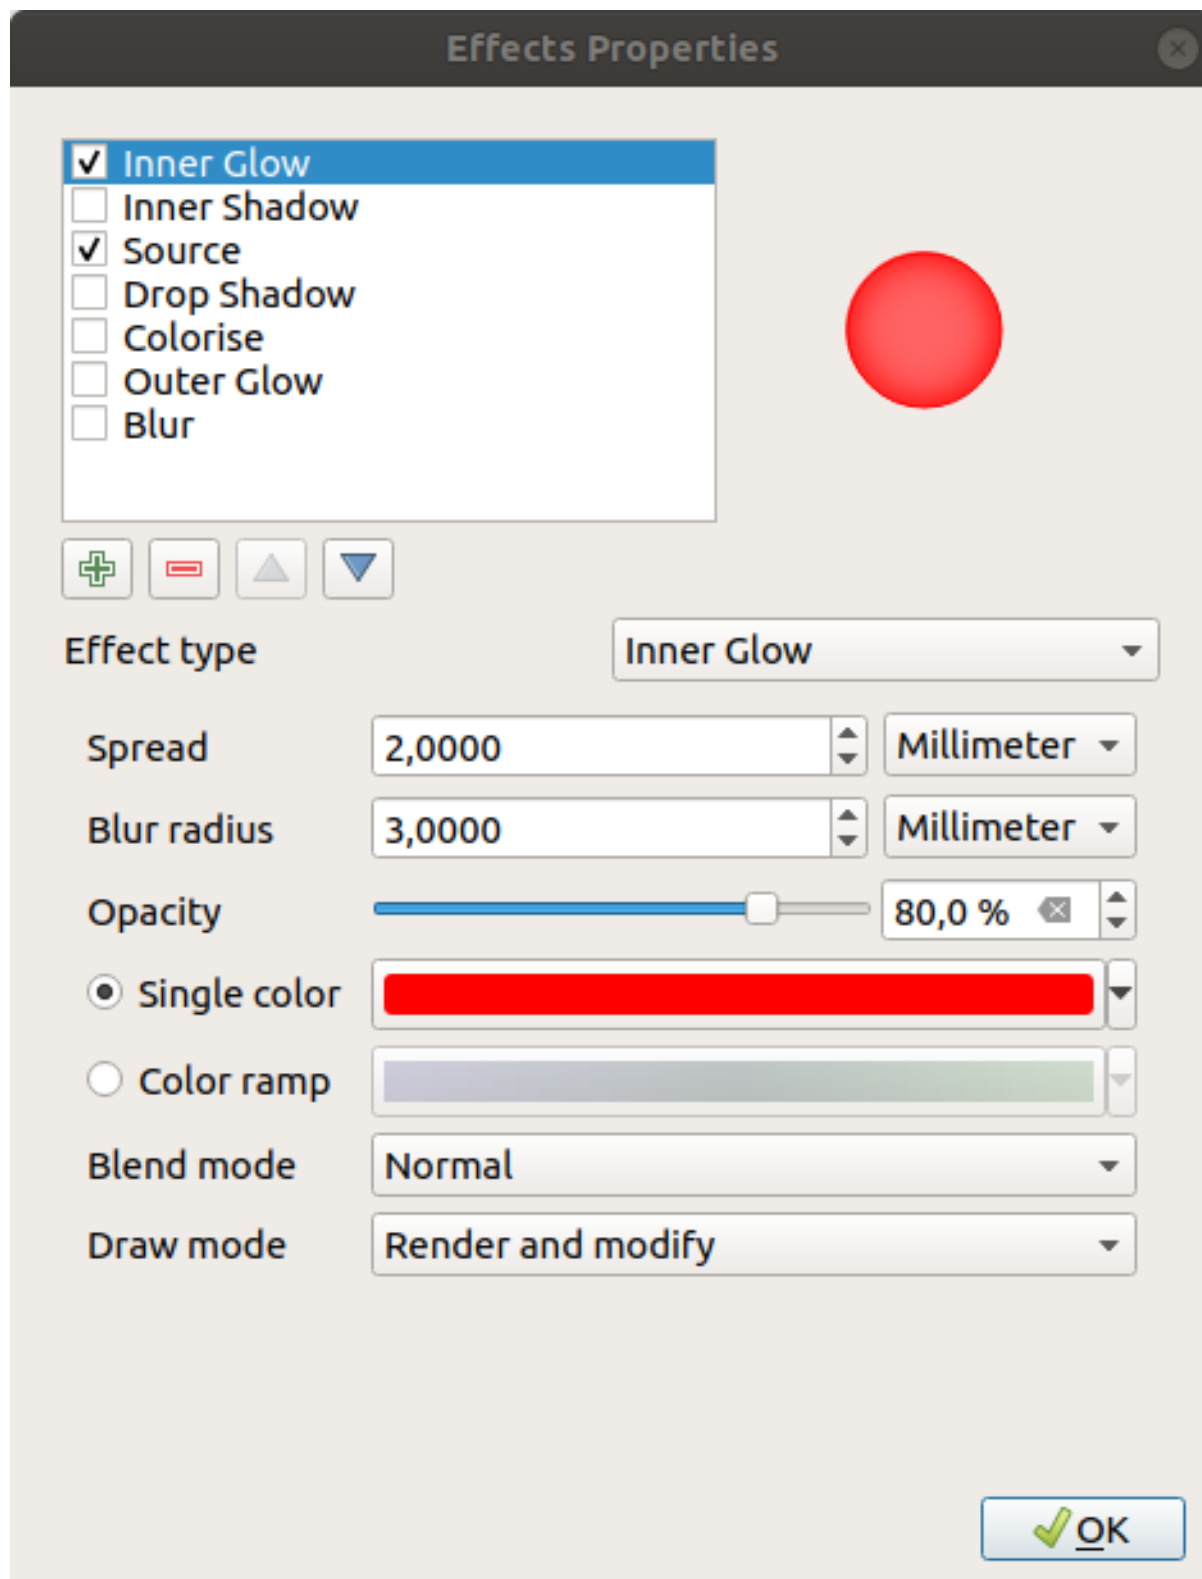 Effects Properties
Inner Glow
Inner Shadow
Source
Drop Shadow
Colorise
Outer Glow
Blur
Effect type Inner Glow
Spread 2,0000 Millimeter
Blur radius 3,0000 Millimeter
Opacity 80,0 %
Single color
Color ramp
Blend mode Normal
Draw mode Render and modify
OK